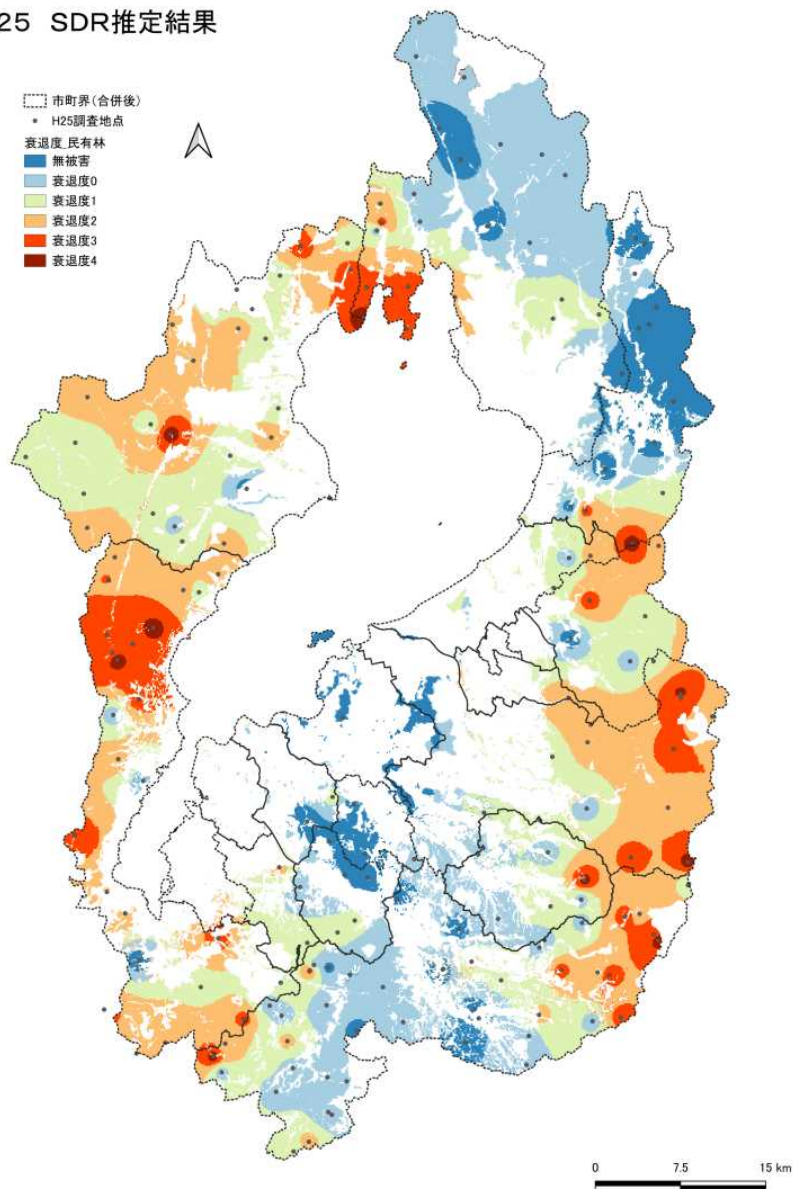 25 SDR推定結果
市町界(合併後)
H25調査地点
衰退度_民有林
無被害
衰退度0
衰退度1
衰退度2
衰退度3
衰退度4
0 7.5 15 km